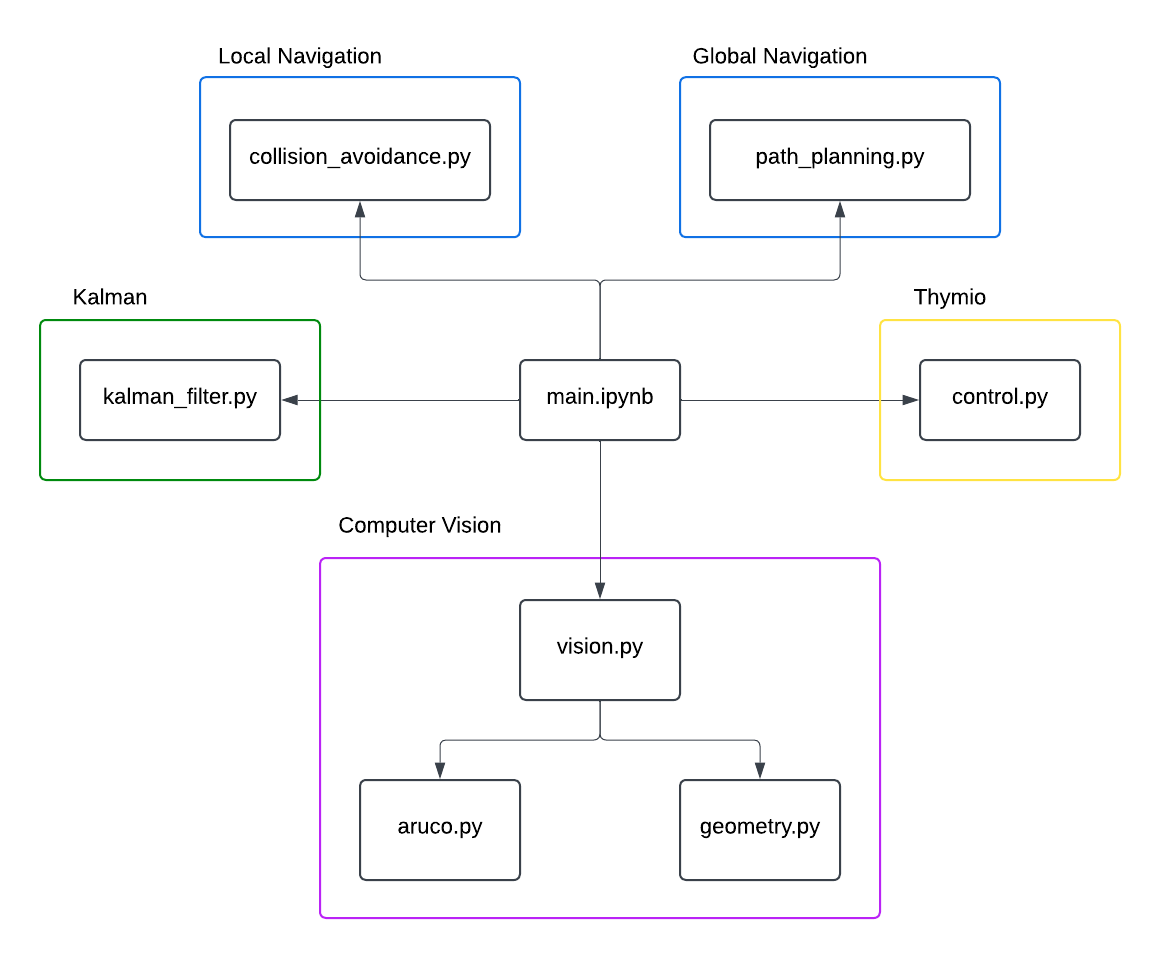 Local Navigation
Global Navigation
collision_avoidance.py
path_planning.py
Kalman
Thymio
kalman_filter.py
main.ipynb
control.py
Computer Vision
vision.py
aruco.py
geometry.py